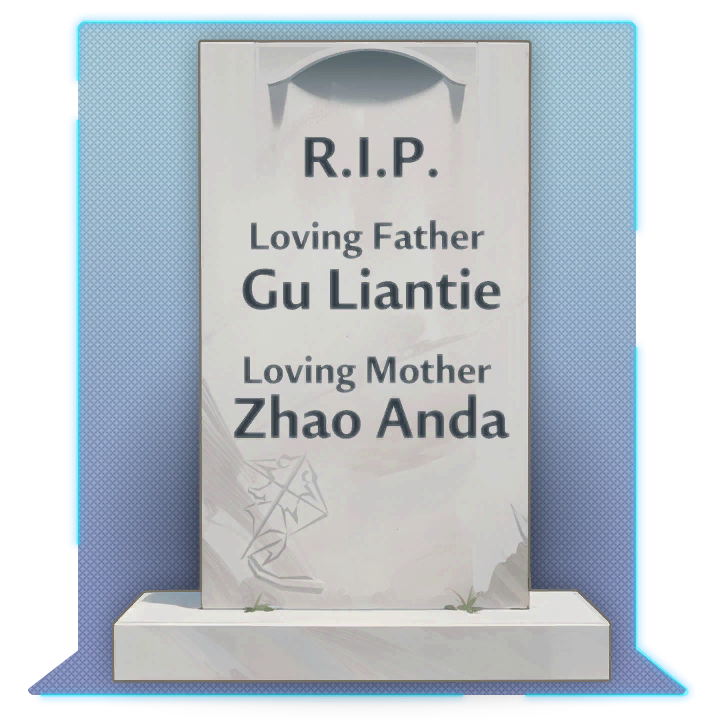 R.I.P.
Loving Father
Gu Liantie
Loving Mother
Zhao Anda